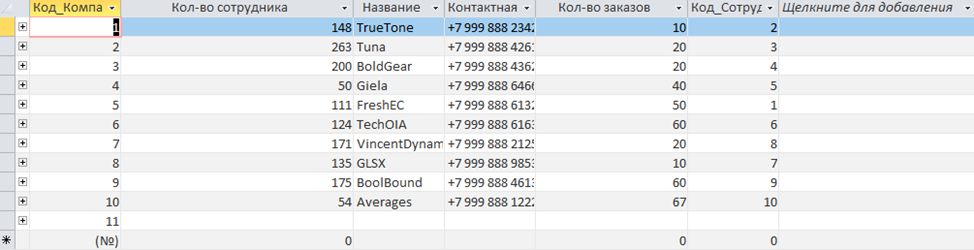 Код_Компа Кол-во сотрудника Название Контактная Кол-во заказов Код_Сотруд Щелкните для добавления
1 148 TrueTone +7 999 888 2342 10 2
2 263 Tuna +7 999 888 4261 20 3
3 200 BoldGear +7 999 888 4362 20 4
4 50 Giela +7 999 888 6466 40 5
5 111 FreshEC +7 999 888 6132 50 1
6 124 TechOIA +7 999 888 6163 60 6
7 171 VincentDynam +7 999 888 2125 20 8
8 135 GLSX +7 999 888 9853 10 7
9 175 BoolBound +7 999 888 4613 60 9
10 54 Averages +7 999 888 1222 67 10
11
(№) 0 0 0